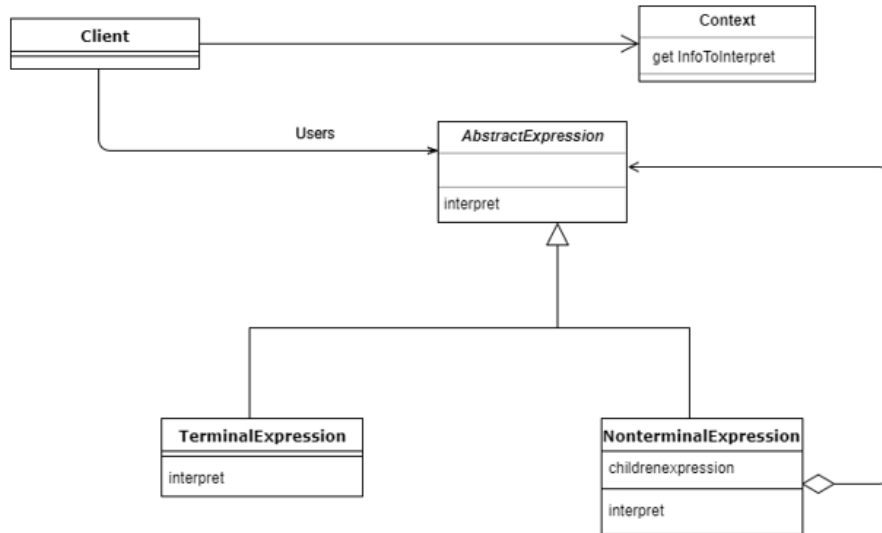 Client
Context
get InfoToInterpret
Users
AbstractExpression
interpret
TerminalExpression
interpret
NonterminalExpression
childrenexpression
interpret